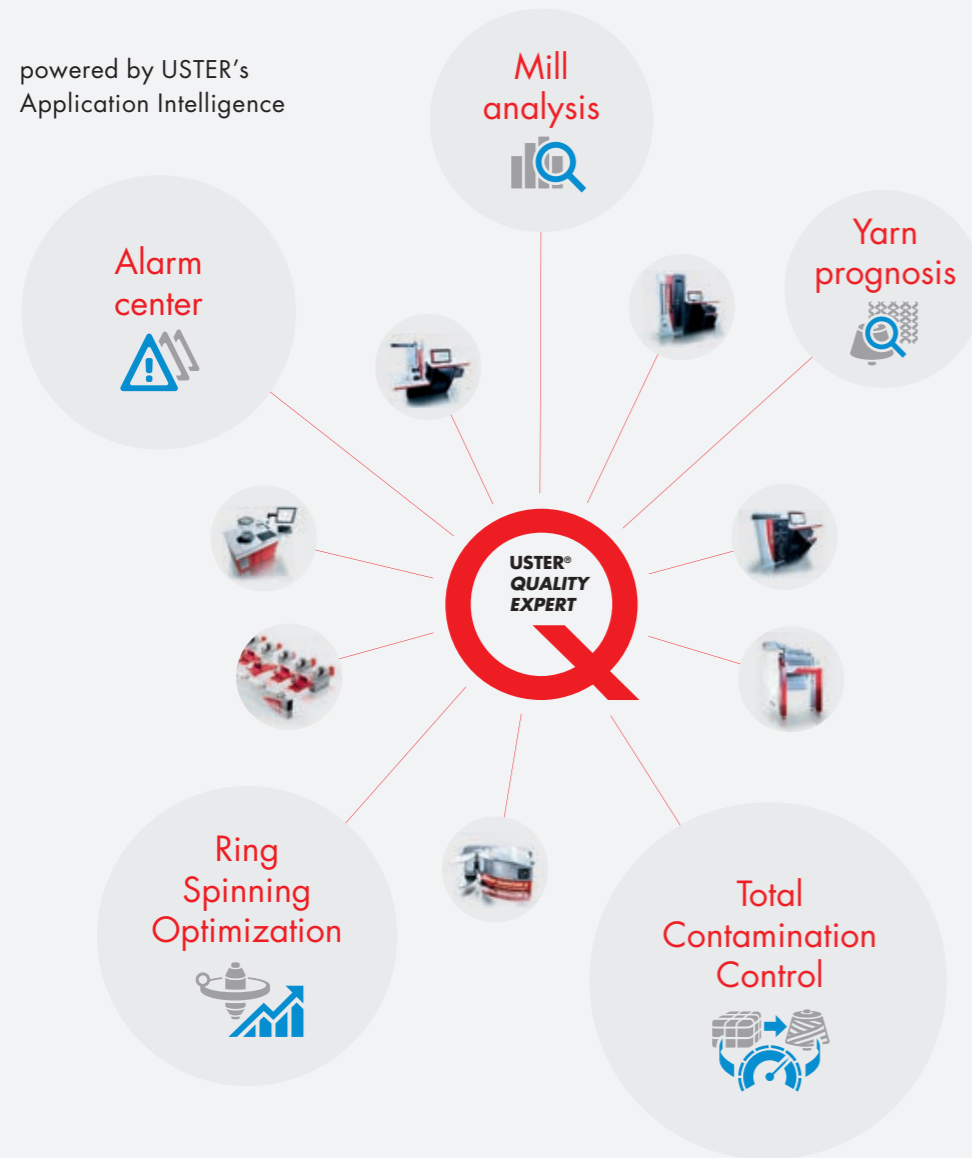 powered by USTER's
Application Intelligence
Mill
analysis
Yarn
prognosis
Alarm
center
USTER®
QUALITY
EXPERT
Ring
Spinning
Optimization
Total
Contamination
Control